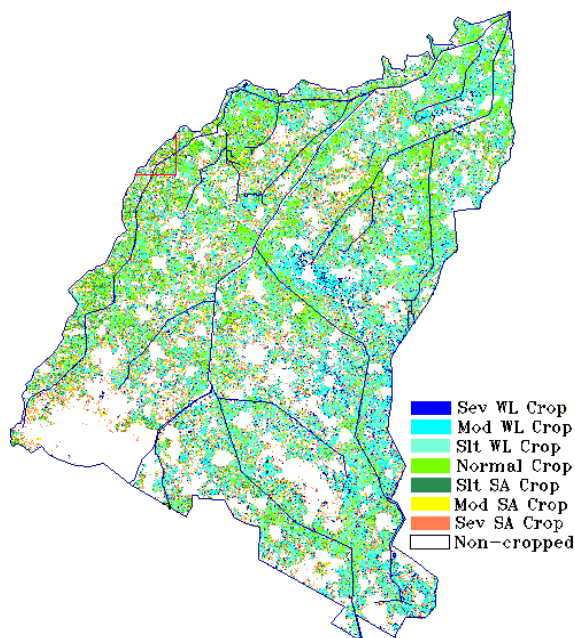 Sev WL Crop
Mod WL Crop
Slt WL Crop
Normal Crop
Slt SA Crop
Mod SA Crop
Sev SA Crop
Non-cropped